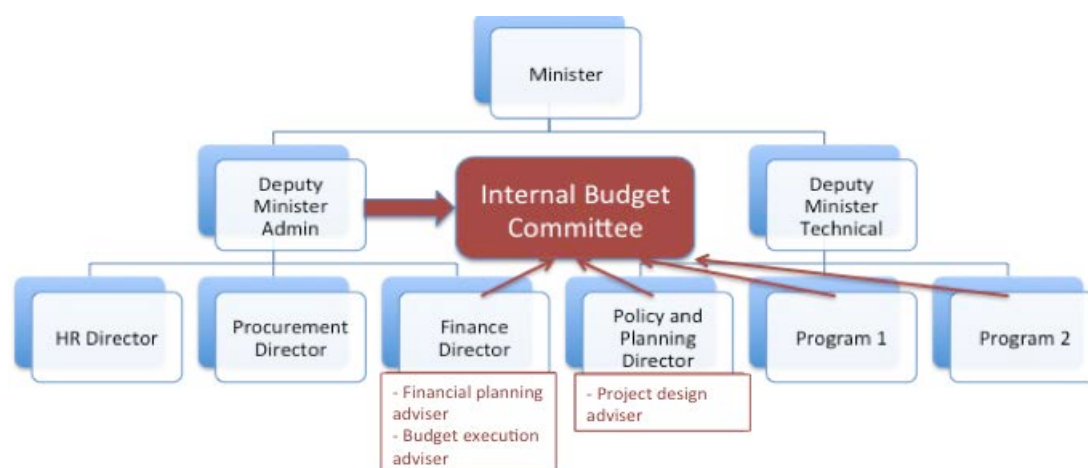 Minister
Deputy
Minister
Admin
Internal Budget
Committee
Deputy
Minister
Technical
HR Director
Procurement
Director
Finance
Director
Policy and
Planning
Director
Program 1
Program 2
- Financial planning
adviser
- Budget execution
adviser
- Project design
adviser